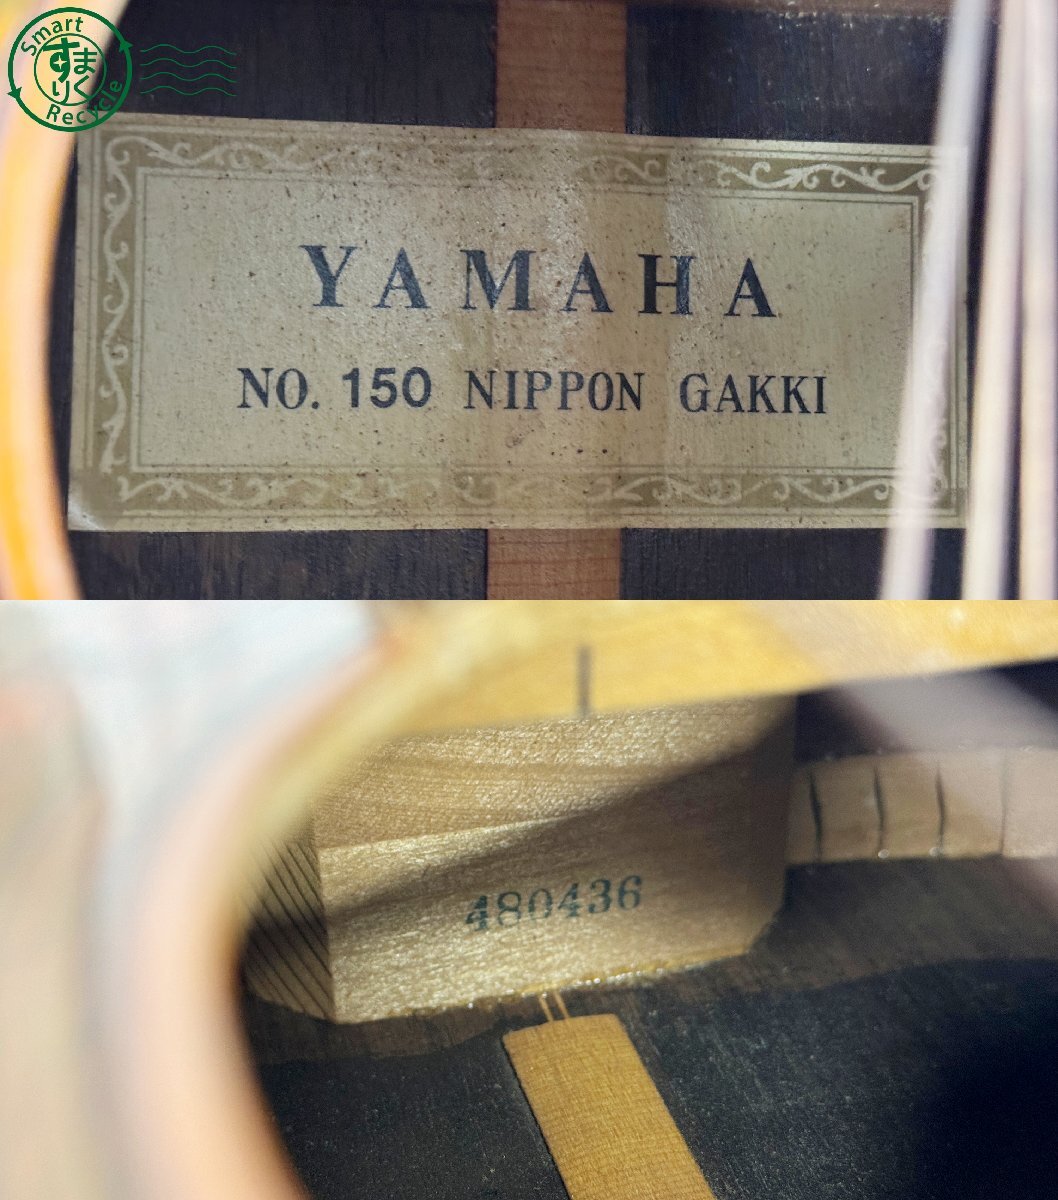 Smart
すまりく
Recycle
YAMAHA
NO. 150 NIPPON GAKKI
480436